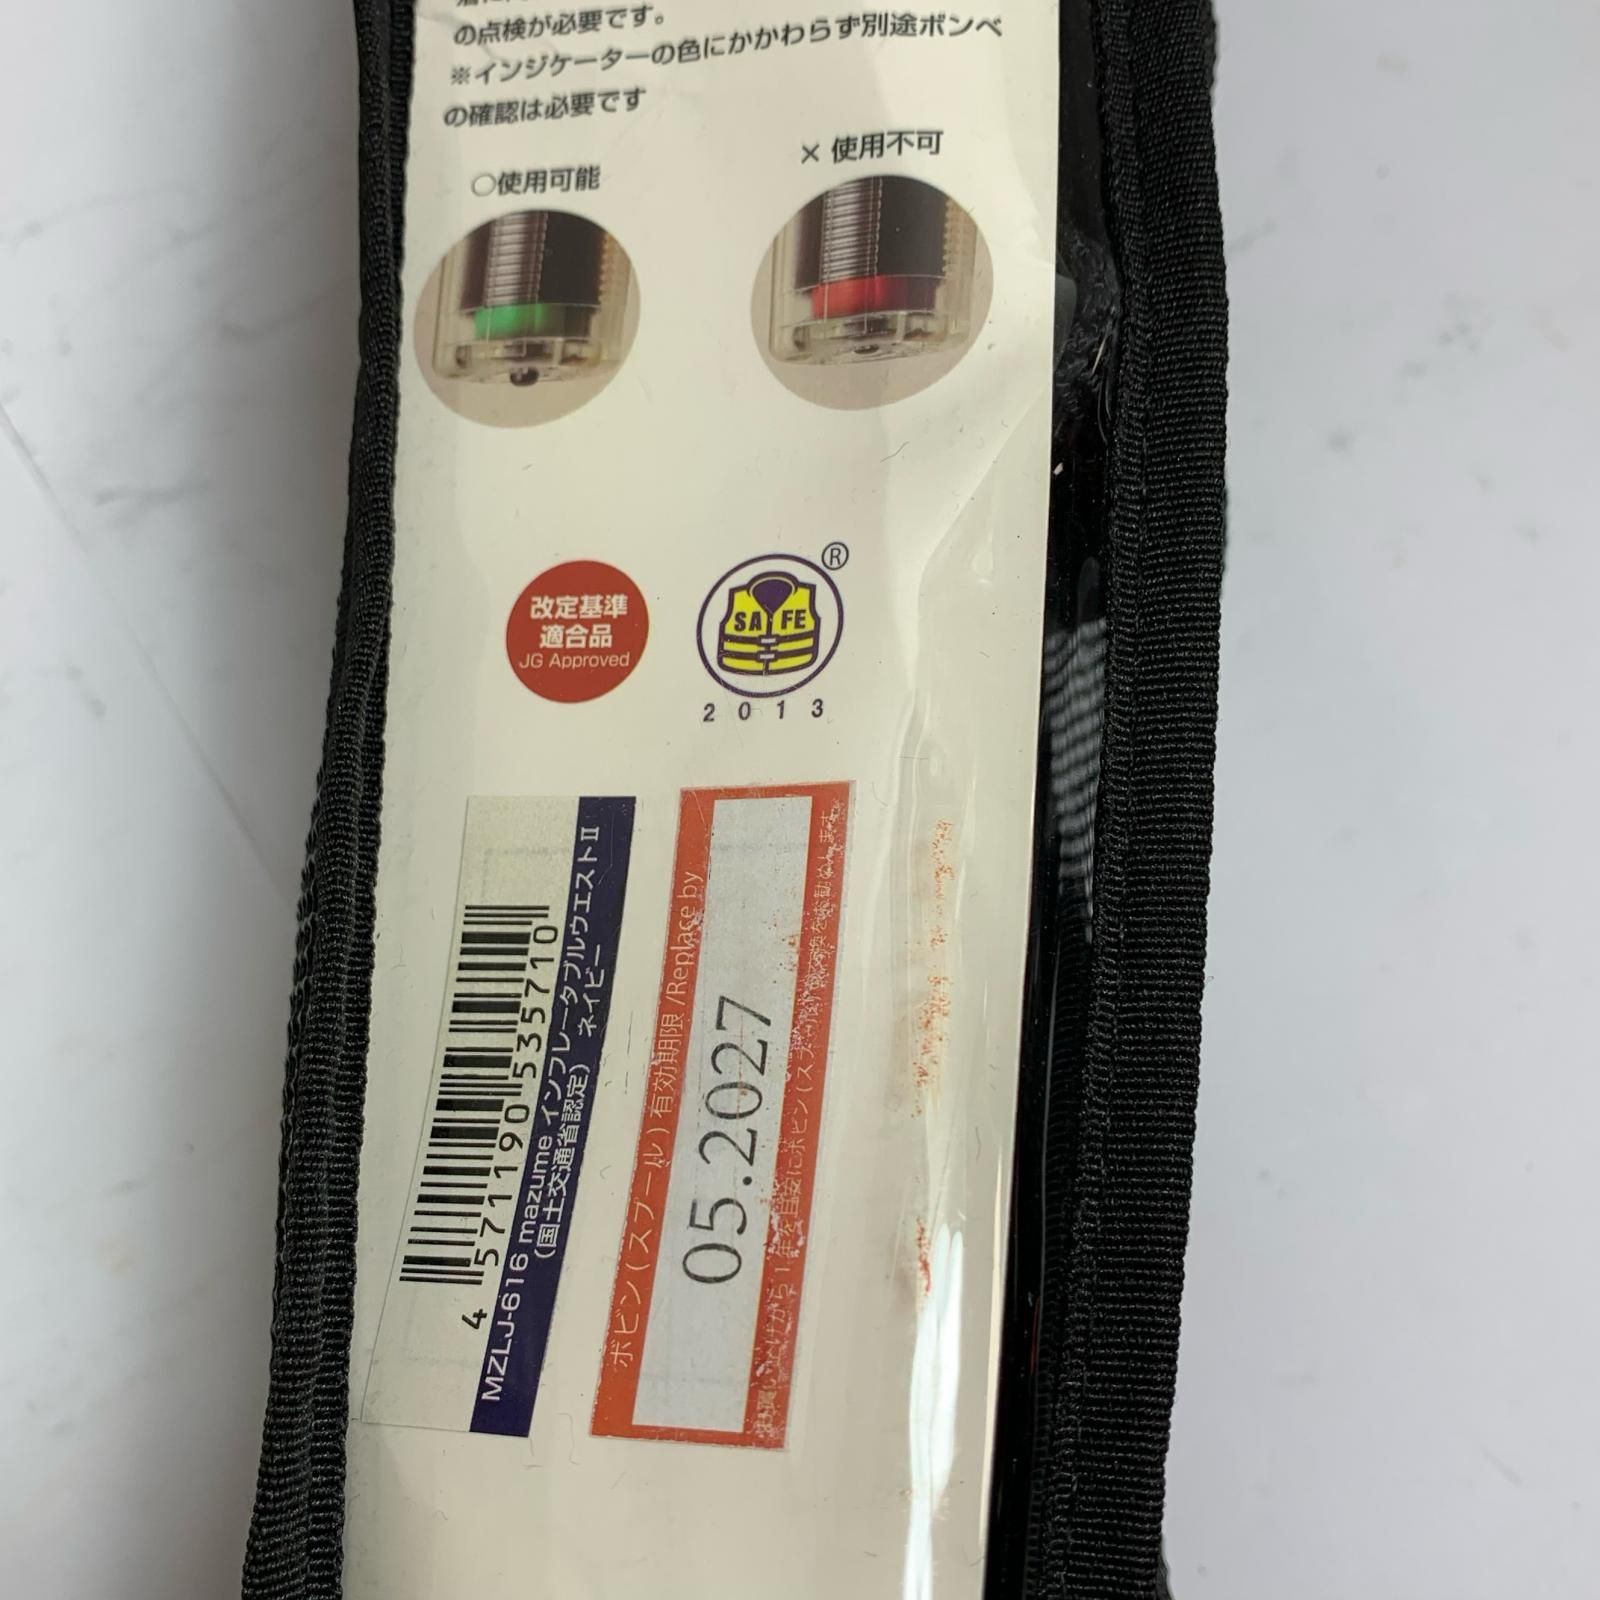 の点検が必要です。
※インジケーターの色にかかわらず別途ボンベ
の確認は必要です
○使用可能
× 使用不可
改定基準
適合品
JG Approved
SAFE
®
2013
4 571190 535710
MZLJ-616 mazume インフレータブルウエストⅡ
(国土交通省認定) ネイビー
ボビン(スプール)有効期限/Replace by
05.2027